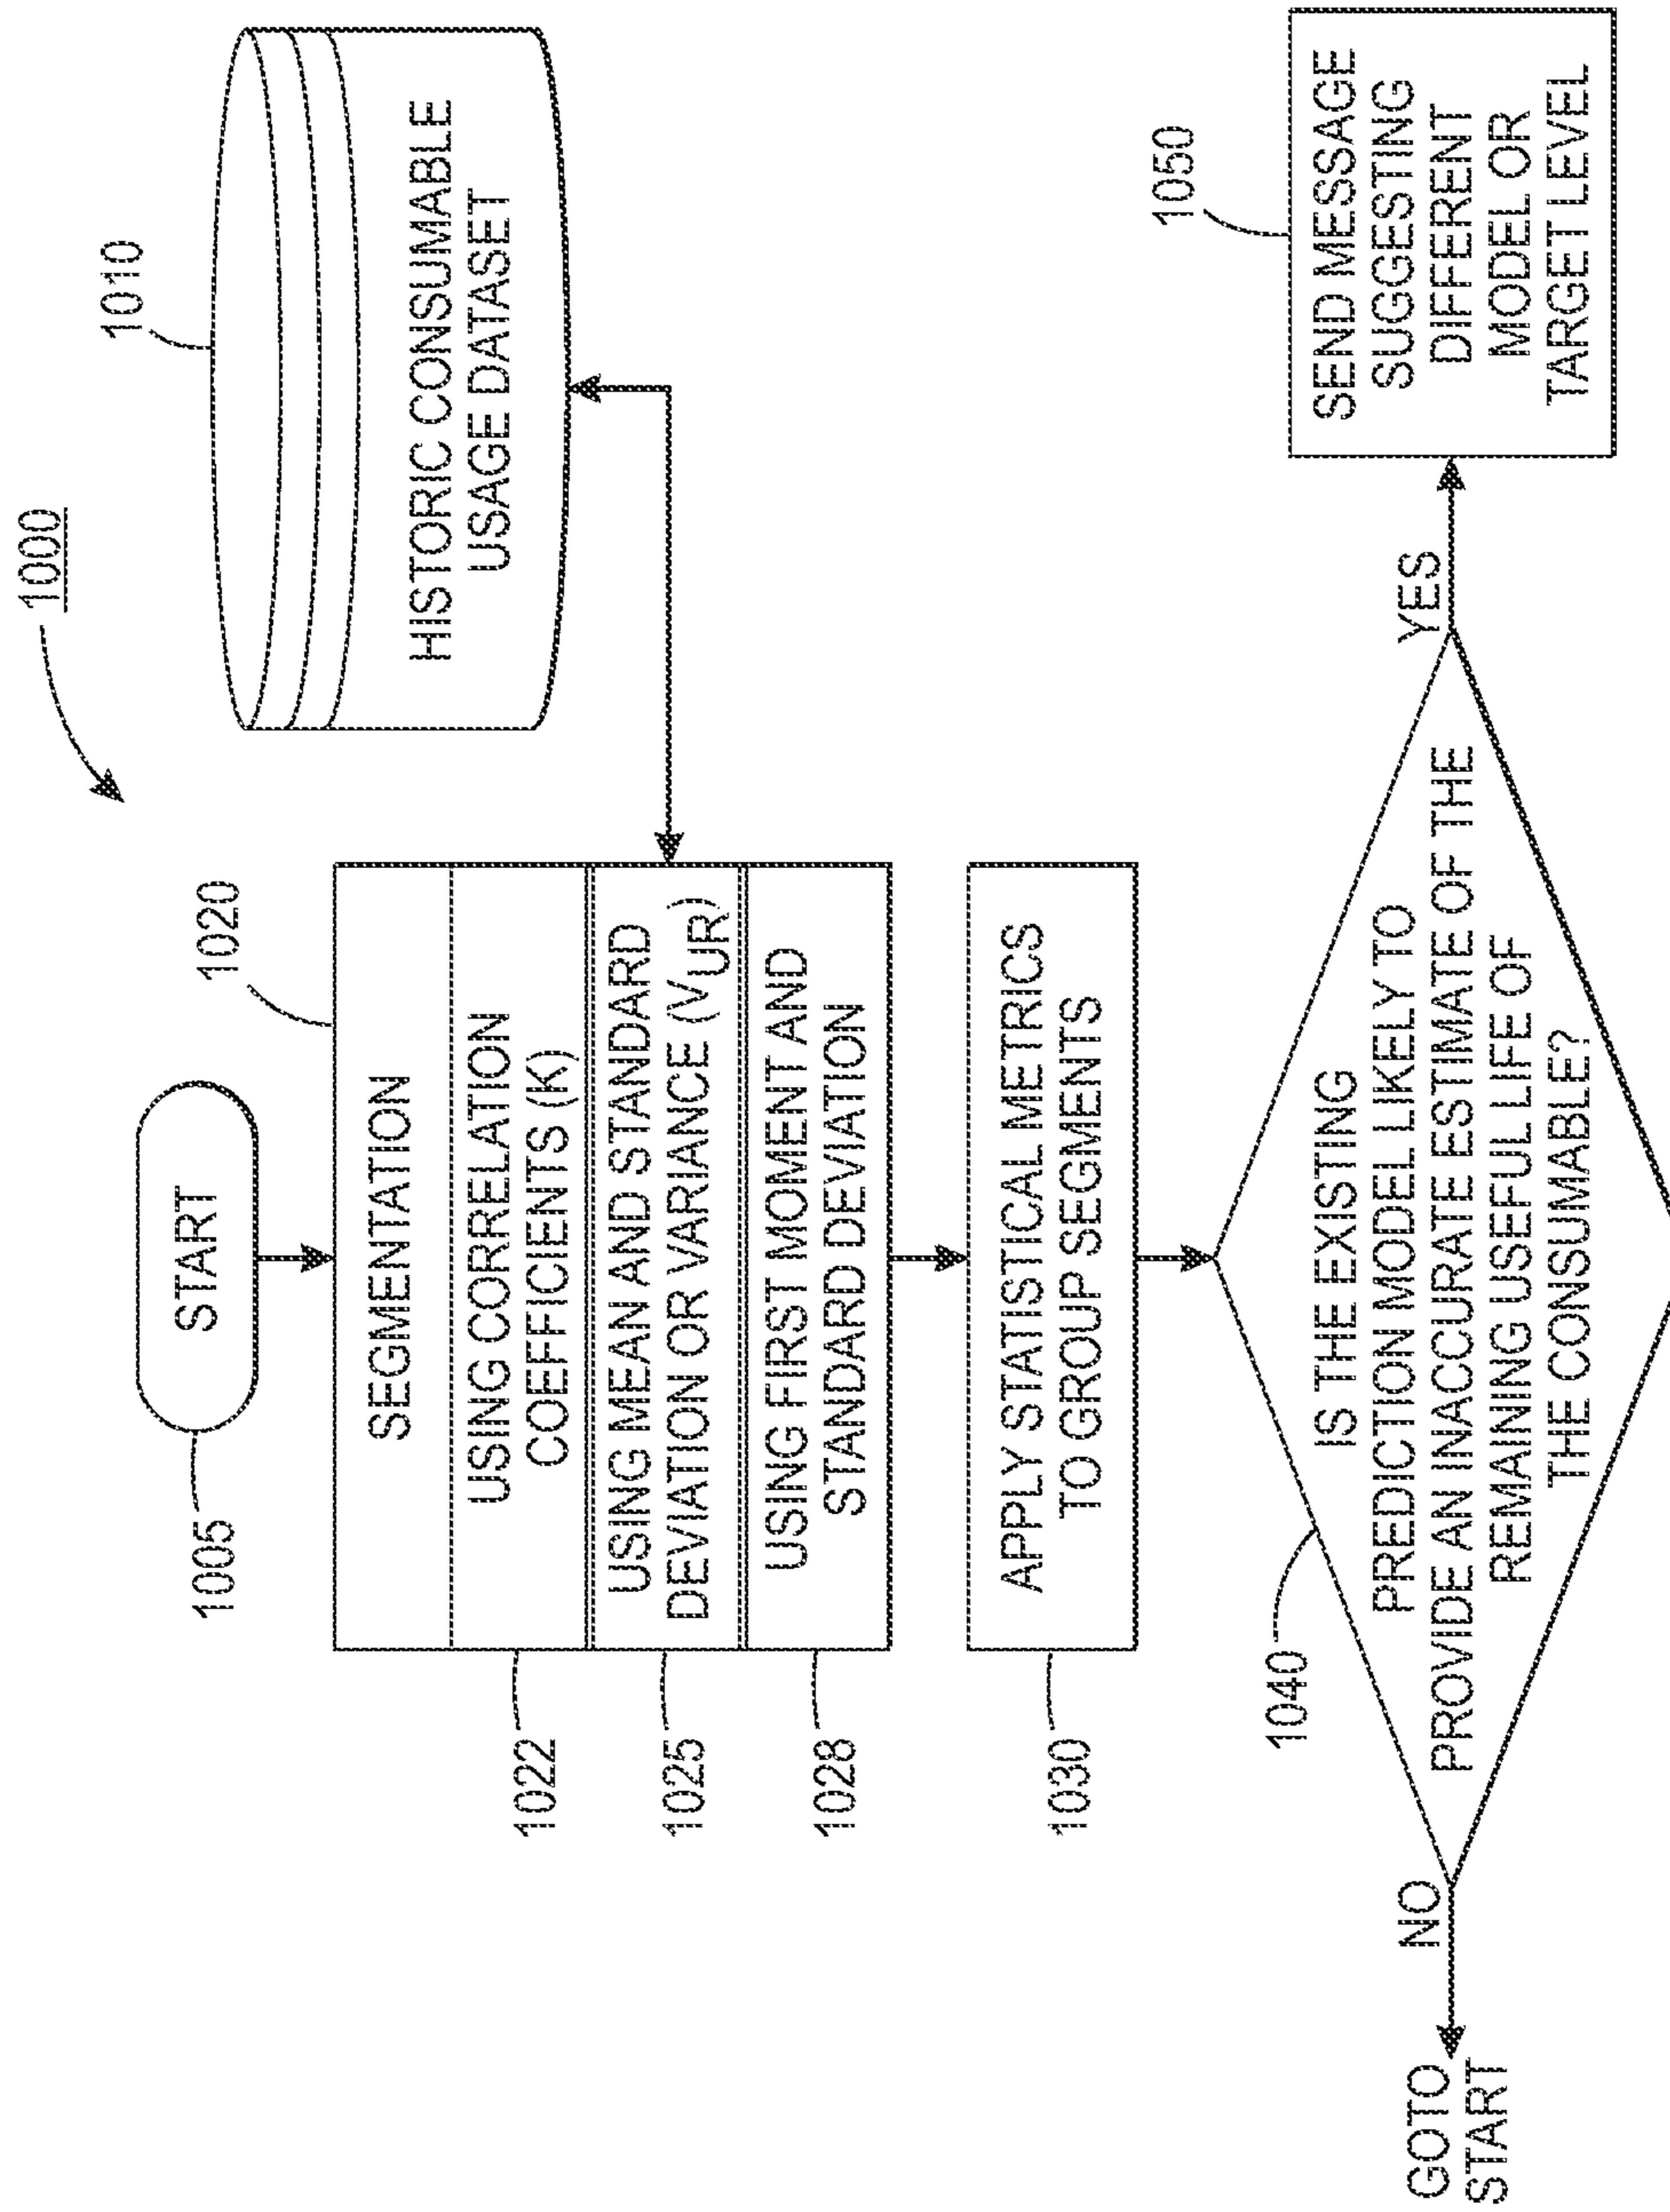 1000
1005
START
1010
HISTORIC CONSUMABLE
USAGE DATASET
1020
SEGMENTATION
1022
USING CORRELATION
COEFFICIENTS (K)
1025
USING MEAN AND STANDARD
DEVIATION OR VARIANCE (VUR)
1028
USING FIRST MOMENT AND
STANDARD DEVIATION
1030
APPLY STATISTICAL METRICS
TO GROUP SEGMENTS
1040
IS THE EXISTING
PREDICTION MODEL LIKELY TO
PROVIDE AN INACCURATE ESTIMATE OF THE
REMAINING USEFUL LIFE OF
THE CONSUMABLE?
NO
GOTO
START
YES
1050
SEND MESSAGE
SUGGESTING
DIFFERENT
MODEL OR
TARGET LEVEL